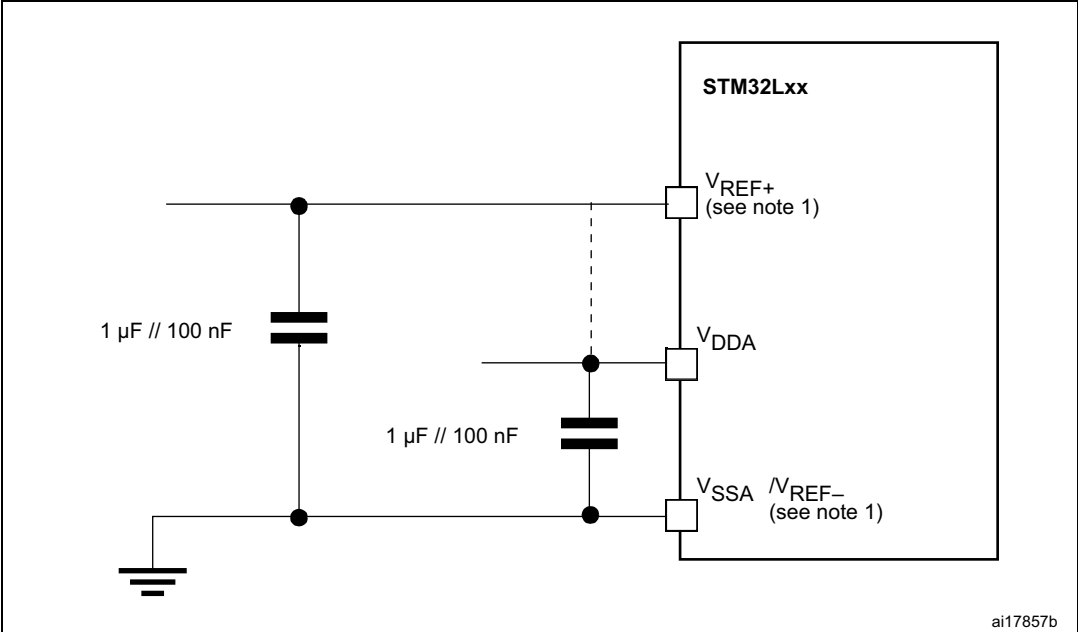 STM32Lxx
VREF+
(see note 1)
1 µF // 100 nF
VDDA
1 µF // 100 nF
VSSA /VREF–
(see note 1)
ai17857b